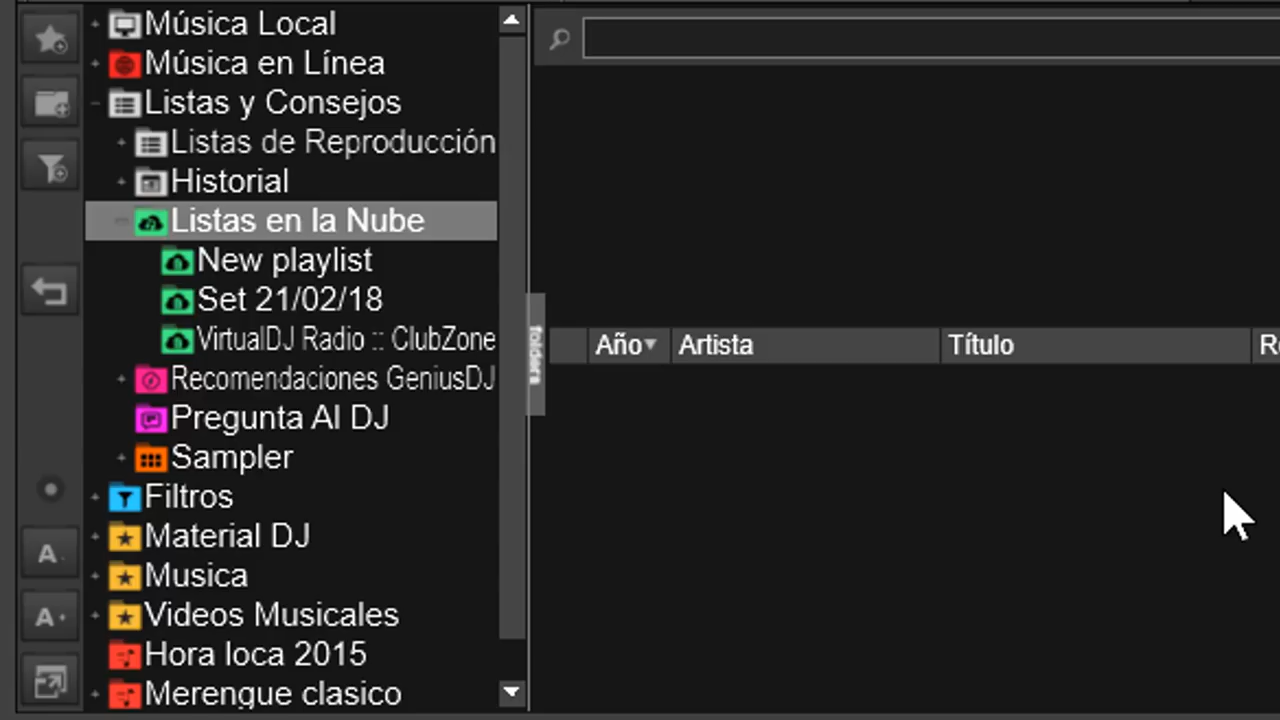 Música Local
Música en Línea
Listas y Consejos
Listas de Reproducción
Historial
Listas en la Nube
New playlist
Set 21/02/18
VirtualDJ Radio :: ClubZone
Recomendaciones GeniusDJ
Pregunta AI DJ
Sampler
Filtros
Material DJ
Musica
Videos Musicales
Hora loca 2015
Merengue clasico
A
A+
folders
Año Artista Título